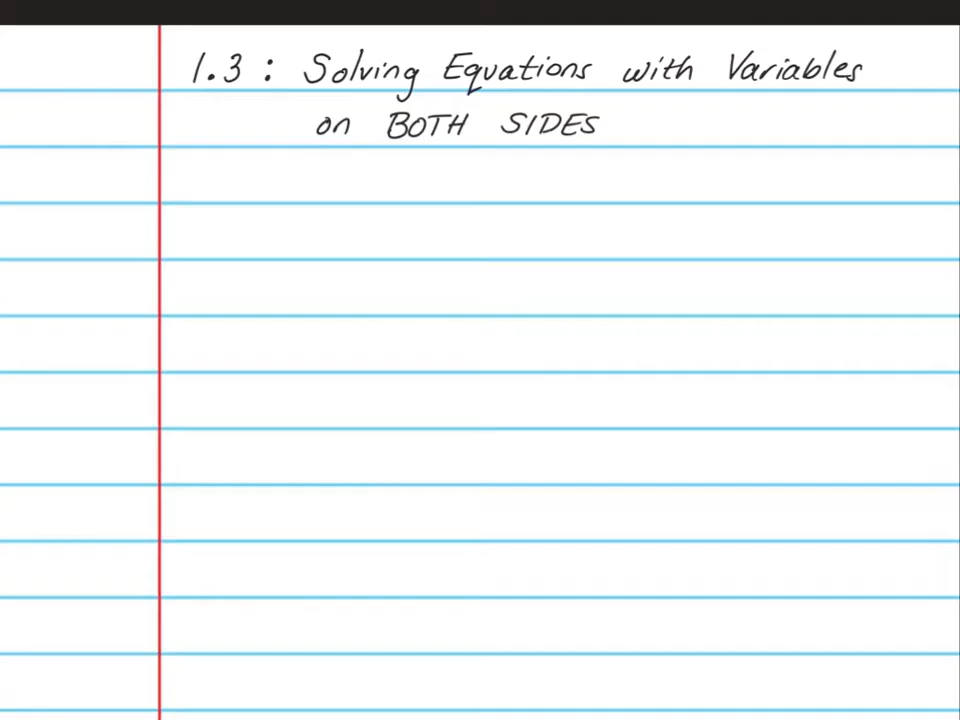 1.3 : Solving Equations with Variables
on BOTH SIDES